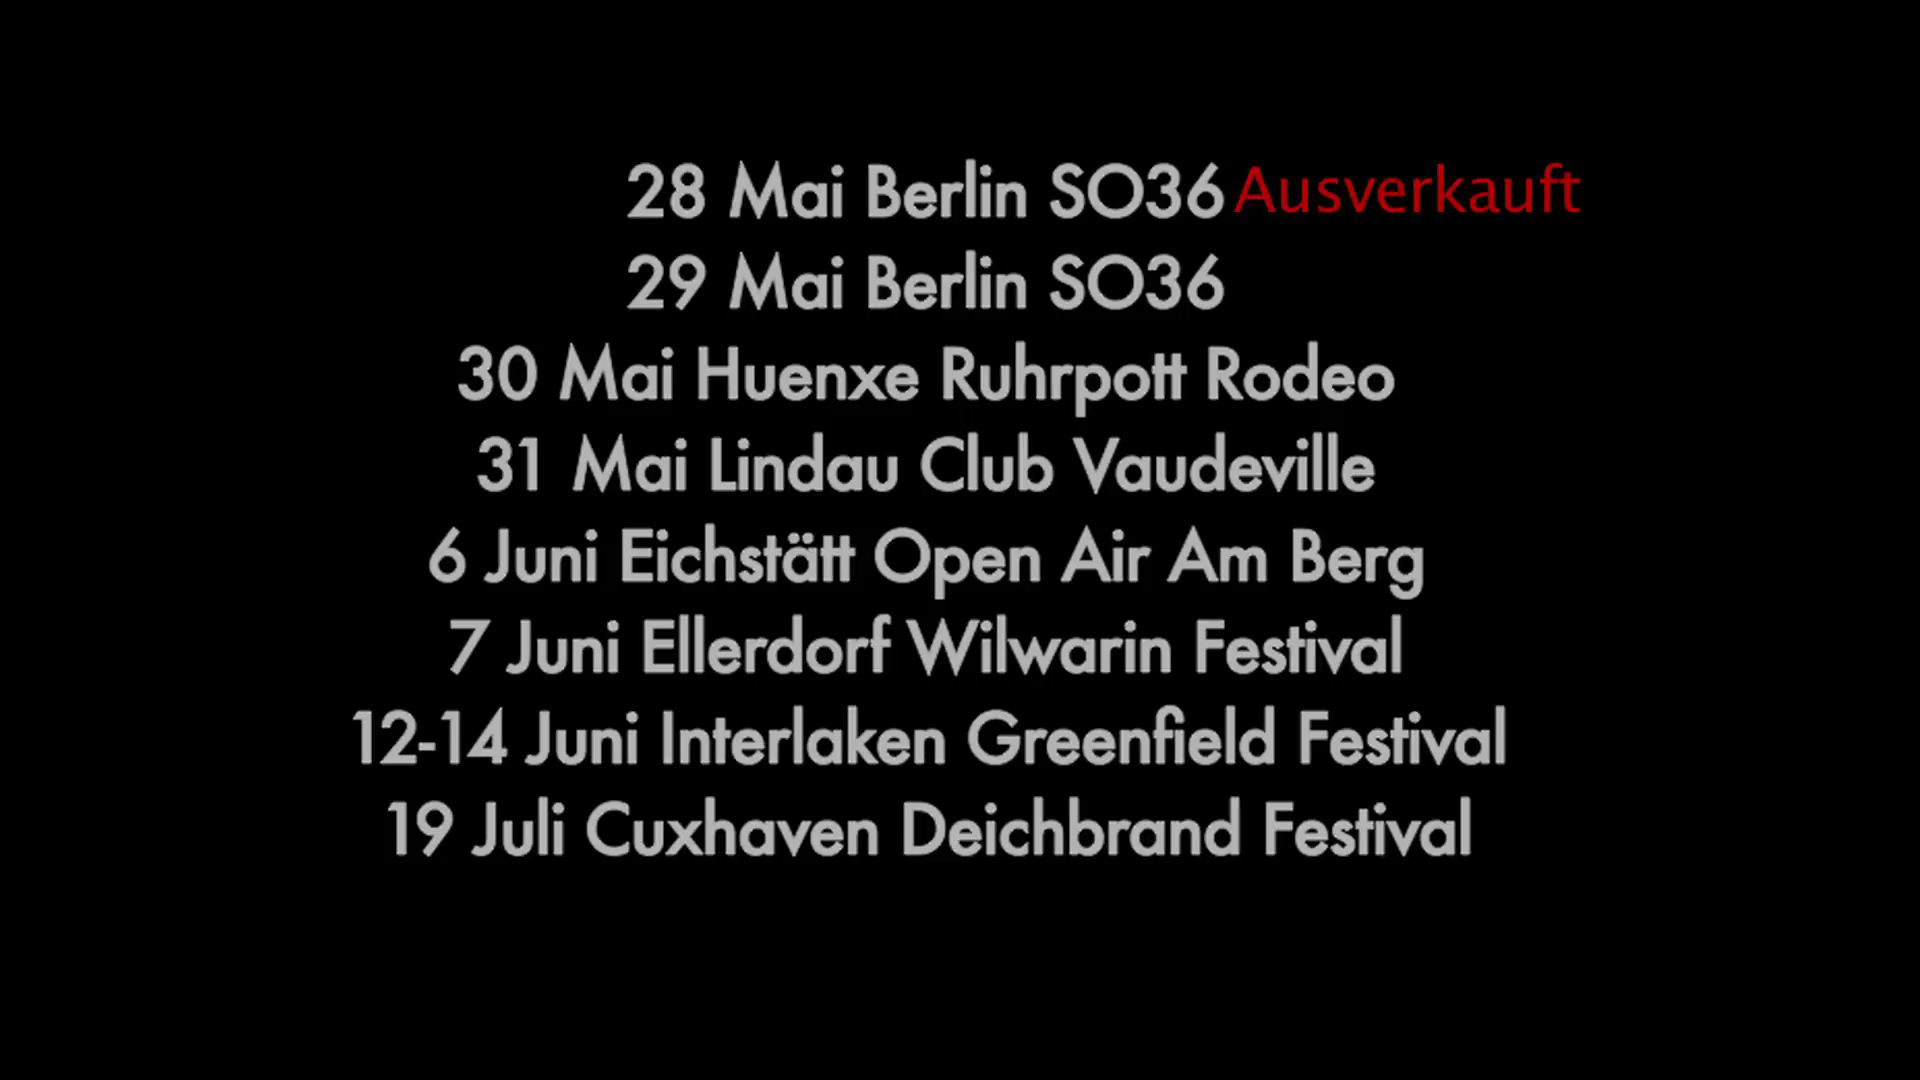 28 Mai Berlin SO36 Ausverkauft
29 Mai Berlin SO36
30 Mai Huenxe Ruhrpott Rodeo
31 Mai Lindau Club Vaudeville
6 Juni Eichstätt Open Air Am Berg
7 Juni Ellerdorf Wilwarin Festival
12-14 Juni Interlaken Greenfield Festival
19 Juli Cuxhaven Deichbrand Festival